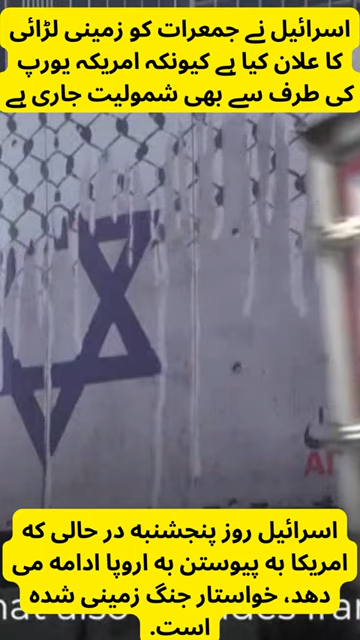 اسرائیل نے جمعرات کو زمینی لڑائی
کا علان کیا ہے کیونکہ امریکہ یورپ
کی طرف سے بھی شمولیت جاری ہے
اسرائیل روز پنجشنبه در حالی که
امریکا به پیوستن به اروپا ادامه می
دهد، خواستار جنگ زمینی شده
است.